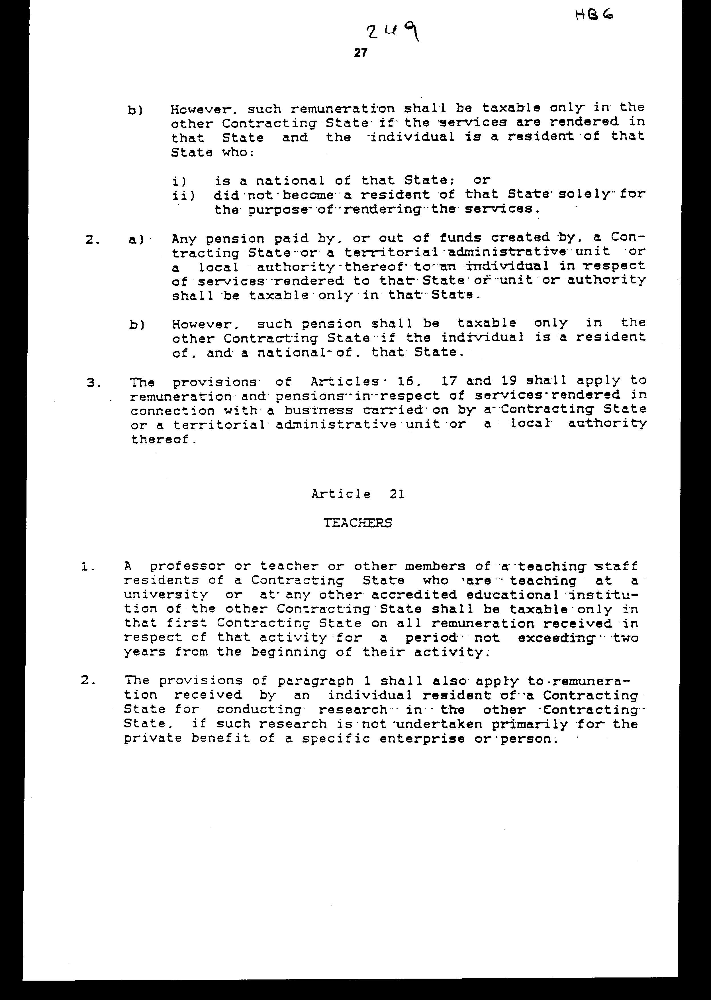 HB6
249
27
b) However, such remuneration shall be taxable only in the
other Contracting State if the services are rendered in
that State and the individual is a resident of that
State who:
i) is a national of that State; or
ii) did not become a resident of that State solely for
the purpose of rendering the services.
2. a) Any pension paid by, or out of funds created by, a Con-
tracting State or a territorial administrative unit or
a local authority thereof to an individual in respect
of services rendered to that State or unit or authority
shall be taxable only in that State.
b) However, such pension shall be taxable only in the
other Contracting State if the individual is a resident
of, and a national of, that State.
3. The provisions of Articles 16, 17 and 19 shall apply to
remuneration and pensions in respect of services rendered in
connection with a business carried on by a Contracting State
or a territorial administrative unit or a local authority
thereof.
Article 21
TEACHERS
1. A professor or teacher or other members of a teaching staff
residents of a Contracting State who are teaching at a
university or at any other accredited educational institu-
tion of the other Contracting State shall be taxable only in
that first Contracting State on all remuneration received in
respect of that activity for a period not exceeding two
years from the beginning of their activity.
2. The provisions of paragraph 1 shall also apply to remunera-
tion received by an individual resident of a Contracting
State for conducting research in the other Contracting
State, if such research is not undertaken primarily for the
private benefit of a specific enterprise or person.